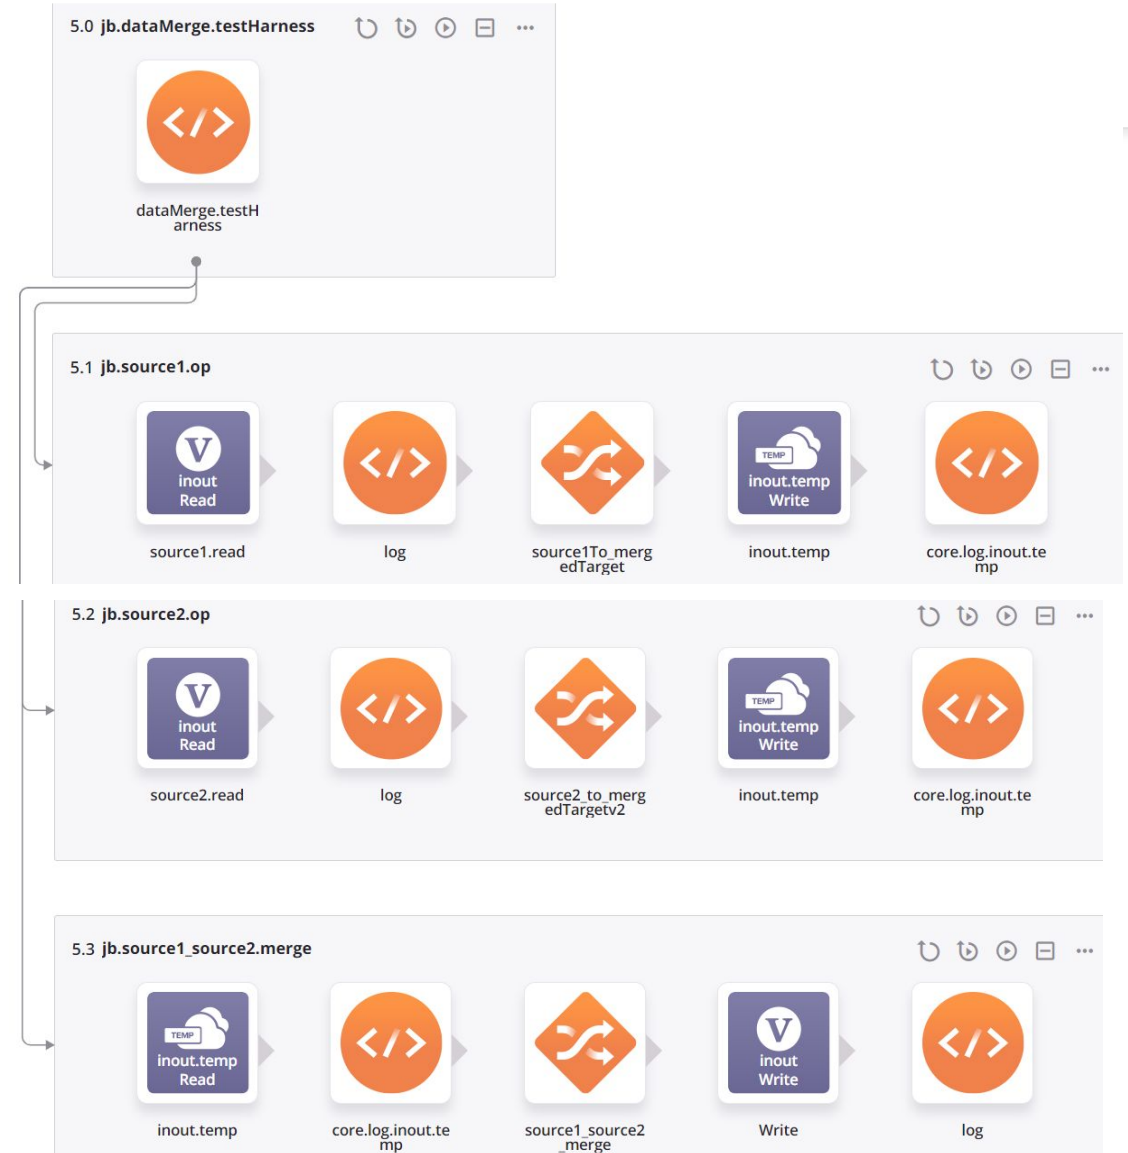 5.0 jb.dataMerge.testHarness
dataMerge.testH
arness
5.1 jb.source1.op
V
inout
Read
TEMP
inout.temp
Write
source1.read
log
source1To_merg
edTarget
inout.temp
core.log.inout.te
mp
5.2 jb.source2.op
V
inout
Read
TEMP
inout.temp
Write
source2.read
log
source2_to_merg
edTargetv2
inout.temp
core.log.inout.te
mp
5.3 jb.source1_source2.merge
TEMP
inout.temp
Read
V
inout
Write
inout.temp
core.log.inout.te
mp
source1_source2
_merge
Write
log